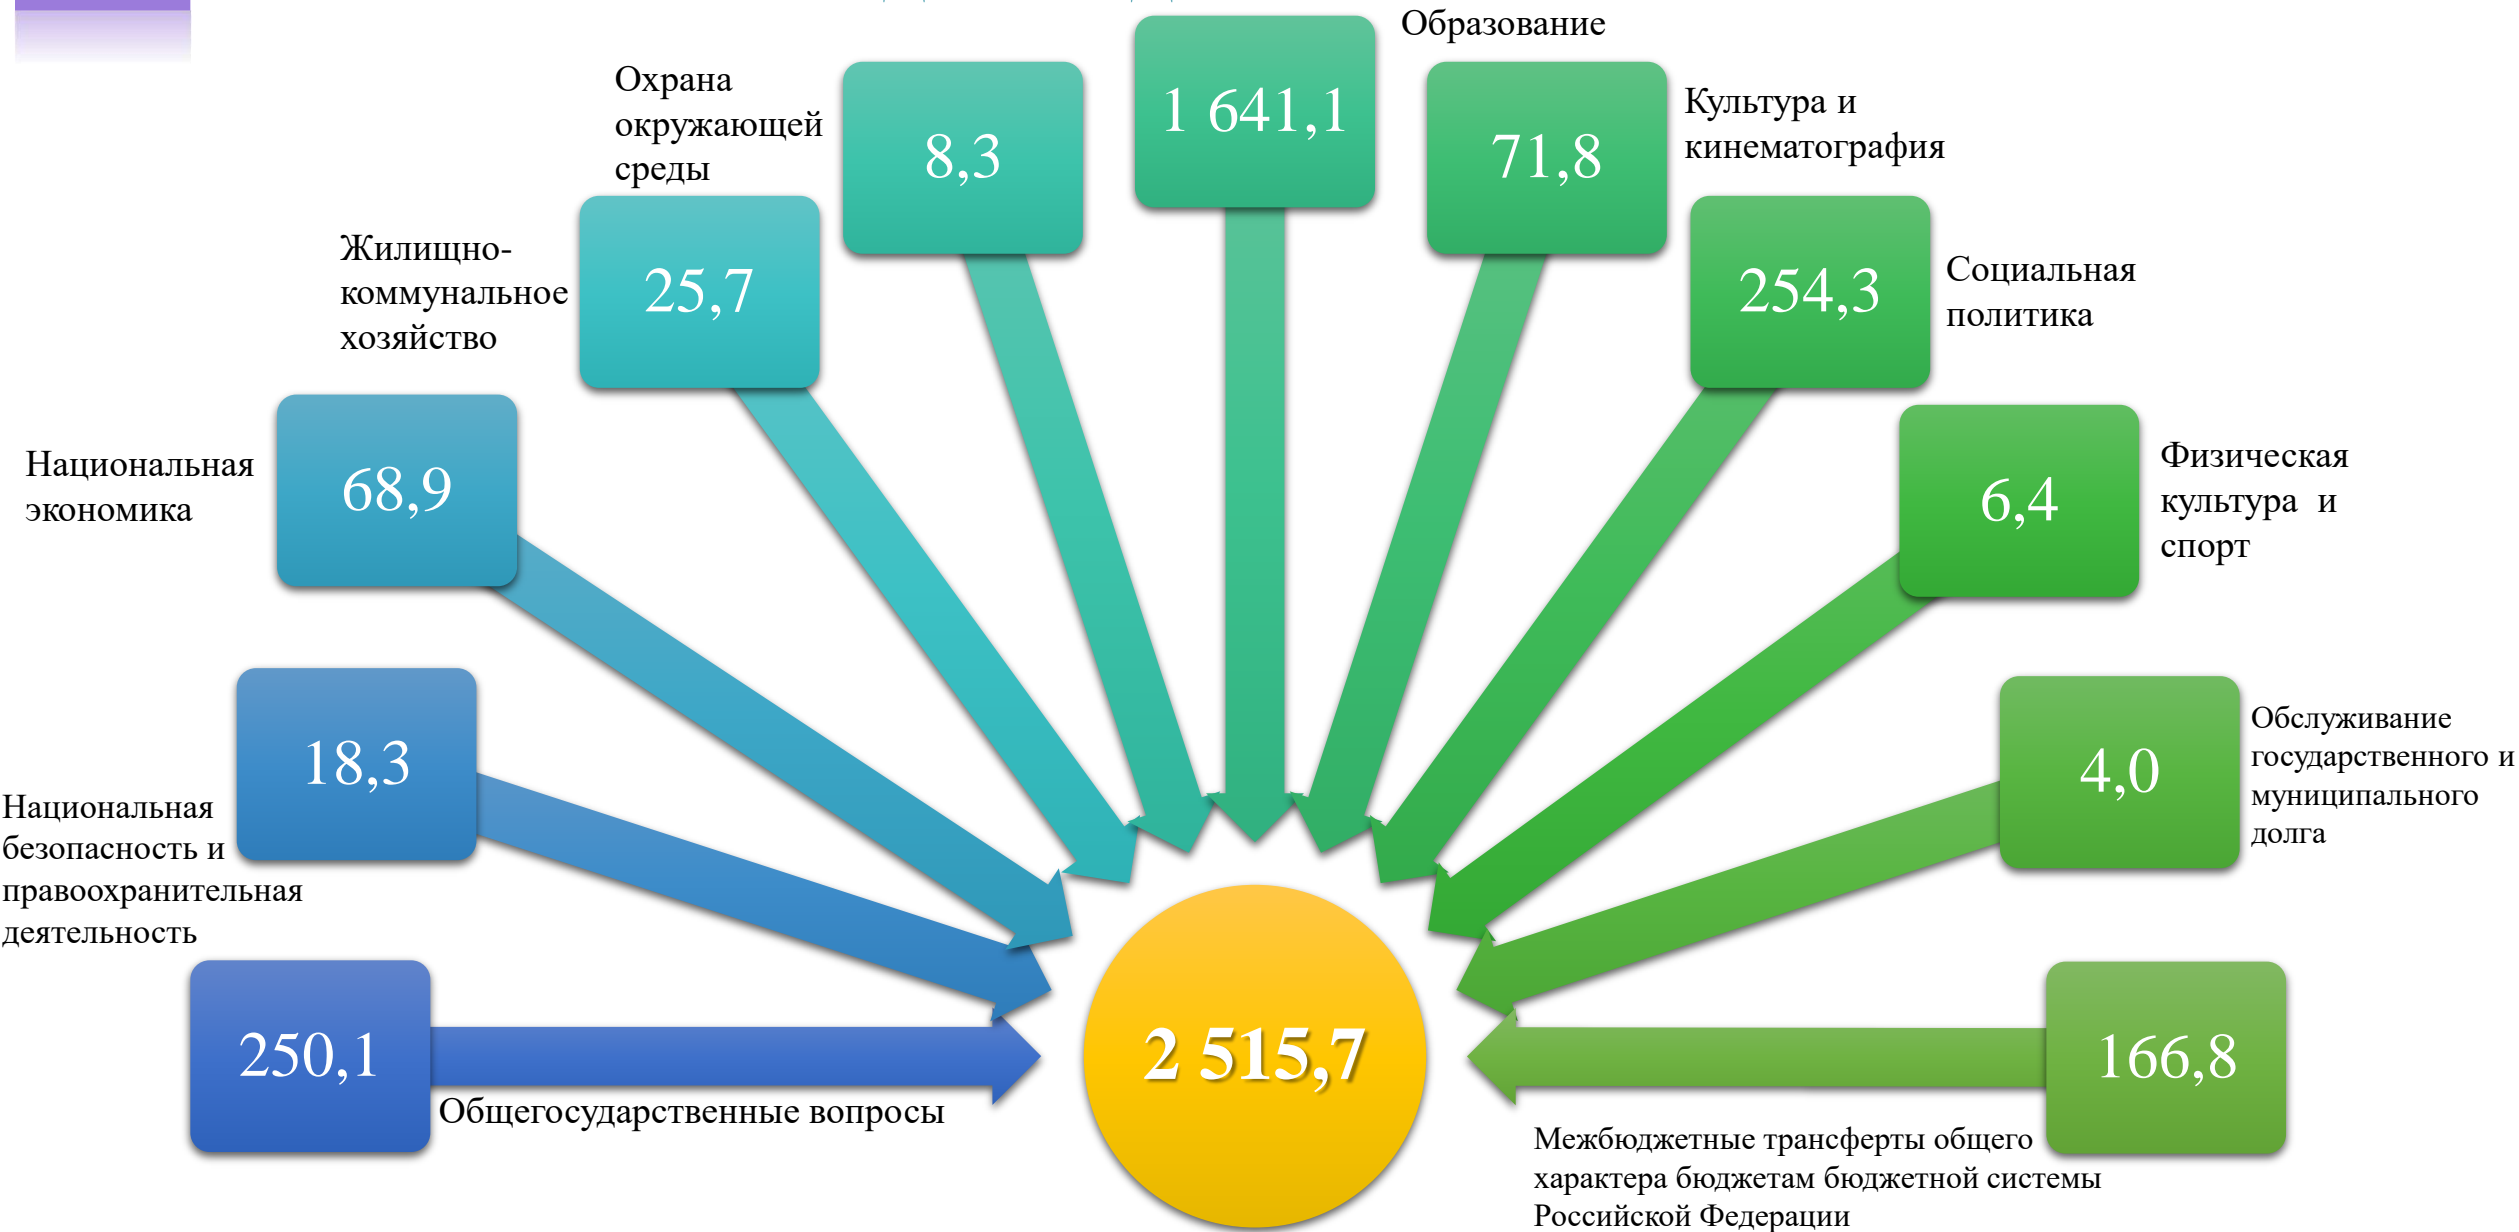 Образование
1 641,1
Охрана
окружающей
среды
8,3
71,8
Культура и
кинематография
Жилищно-
коммунальное
хозяйство
25,7
254,3
Социальная
политика
Национальная
экономика
68,9
6,4
Физическая
культура и
спорт
18,3
4,0
Обслуживание
государственного и
муниципального
долга
Национальная
безопасность и
правоохранительная
деятельность
250,1
Общегосударственные вопросы
2 515,7
166,8
Межбюджетные трансферты общего
характера бюджетам бюджетной системы
Российской Федерации